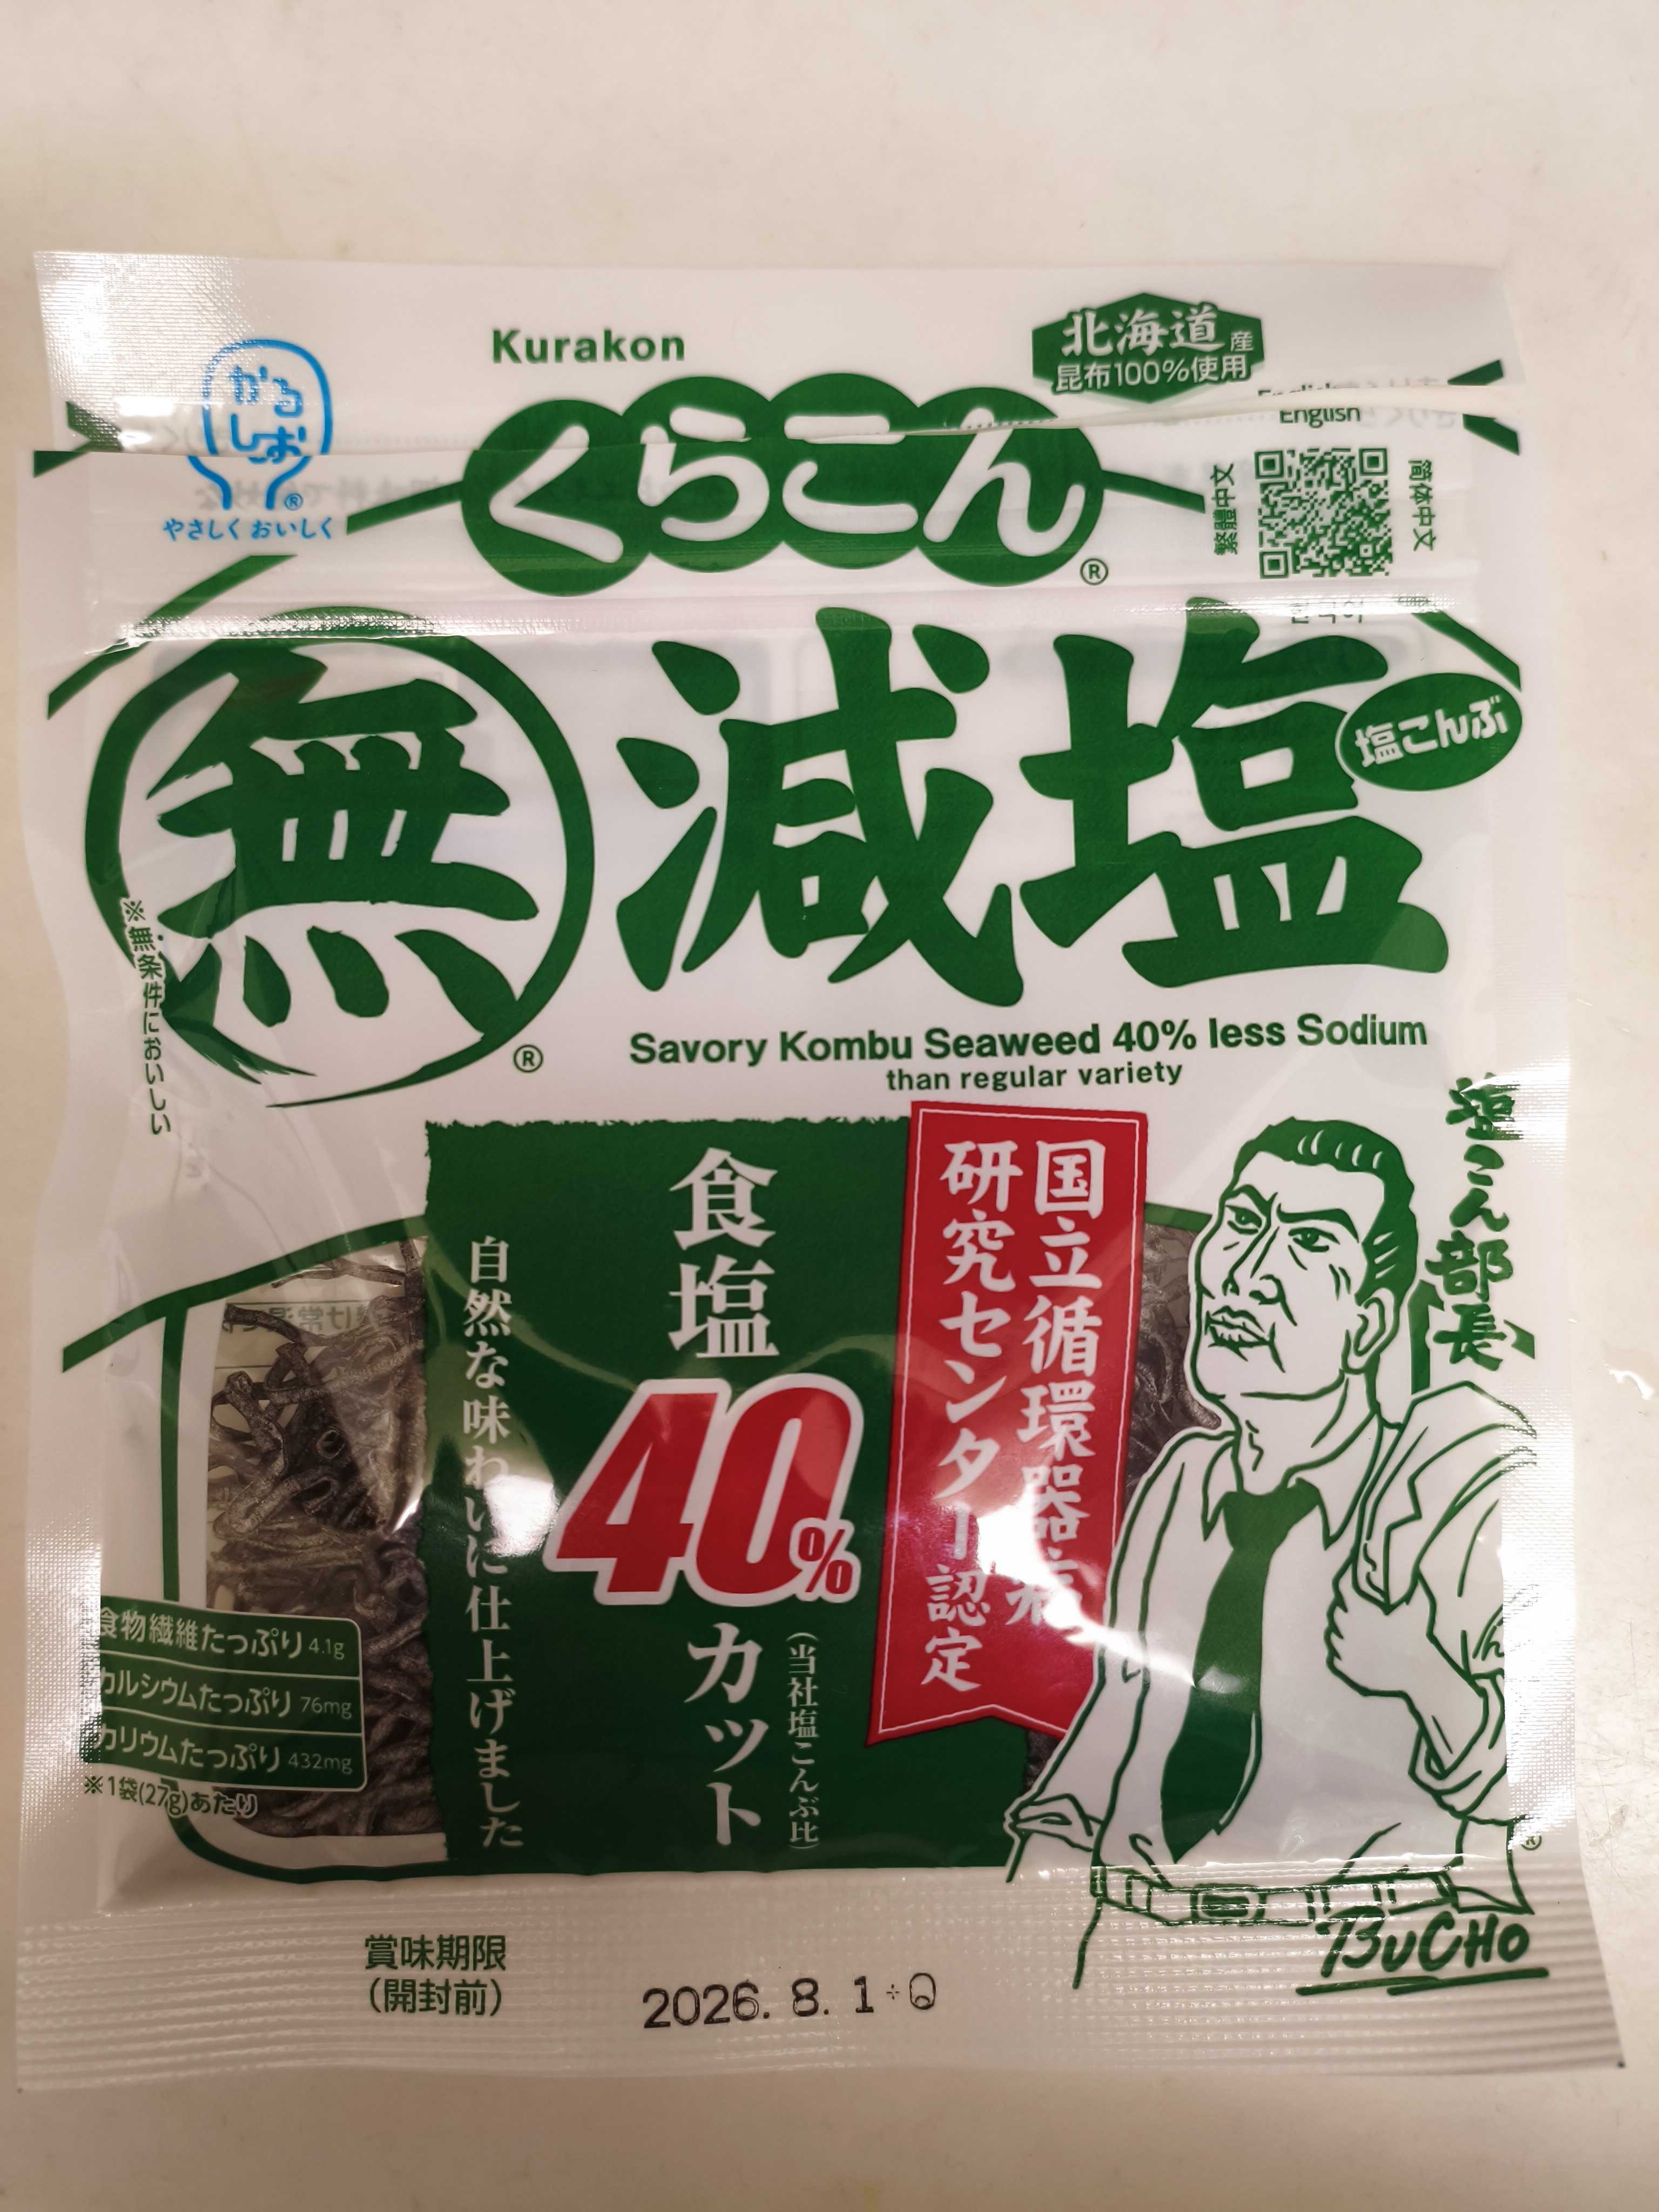 Kurakon
北海道産
昆布100%使用
かる
しお
®
やさしく おいしく
くらこん
®
English
繁體中文
简体中文
無
減塩
塩こんぶ
※無条件においしい
®
Savory Kombu Seaweed 40% less Sodium
than regular variety
塩こん部長
国立循環器病
研究センター認定
食塩
40%
カット
(当社塩こんぶ比)
自然な味わいに仕上げました
食物繊維たっぷり 4.1g
カルシウムたっぷり 76mg
カリウムたっぷり 432mg
※1袋(27g)あたり
®
BUCHO
賞味期限
(開封前)
2026. 8. 1÷Q